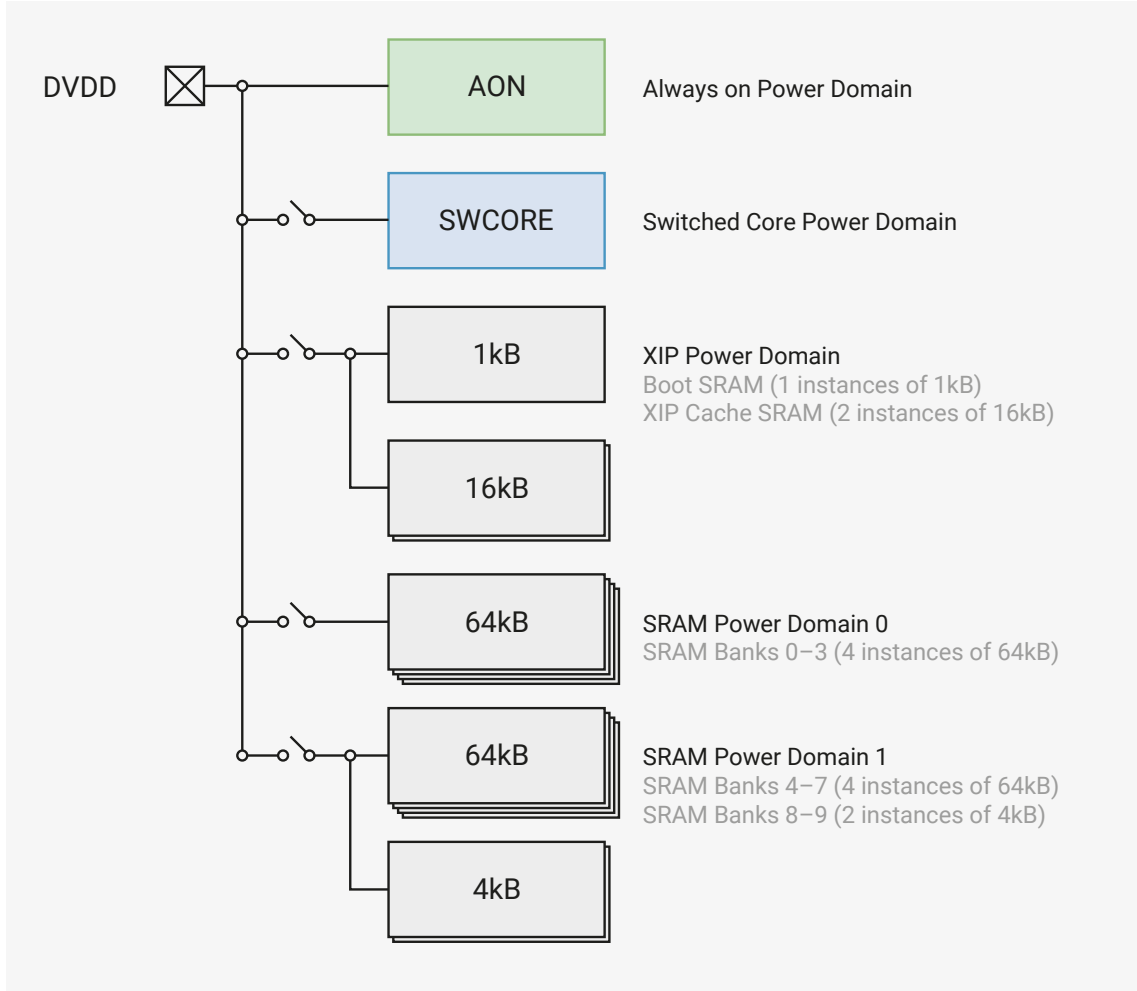 DVDD
AON
Always on Power Domain
SWCORE
Switched Core Power Domain
1kB
XIP Power Domain
Boot SRAM (1 instances of 1kB)
XIP Cache SRAM (2 instances of 16kB)
16kB
64kB
SRAM Power Domain 0
SRAM Banks 0–3 (4 instances of 64kB)
64kB
SRAM Power Domain 1
SRAM Banks 4–7 (4 instances of 64kB)
SRAM Banks 8–9 (2 instances of 4kB)
4kB